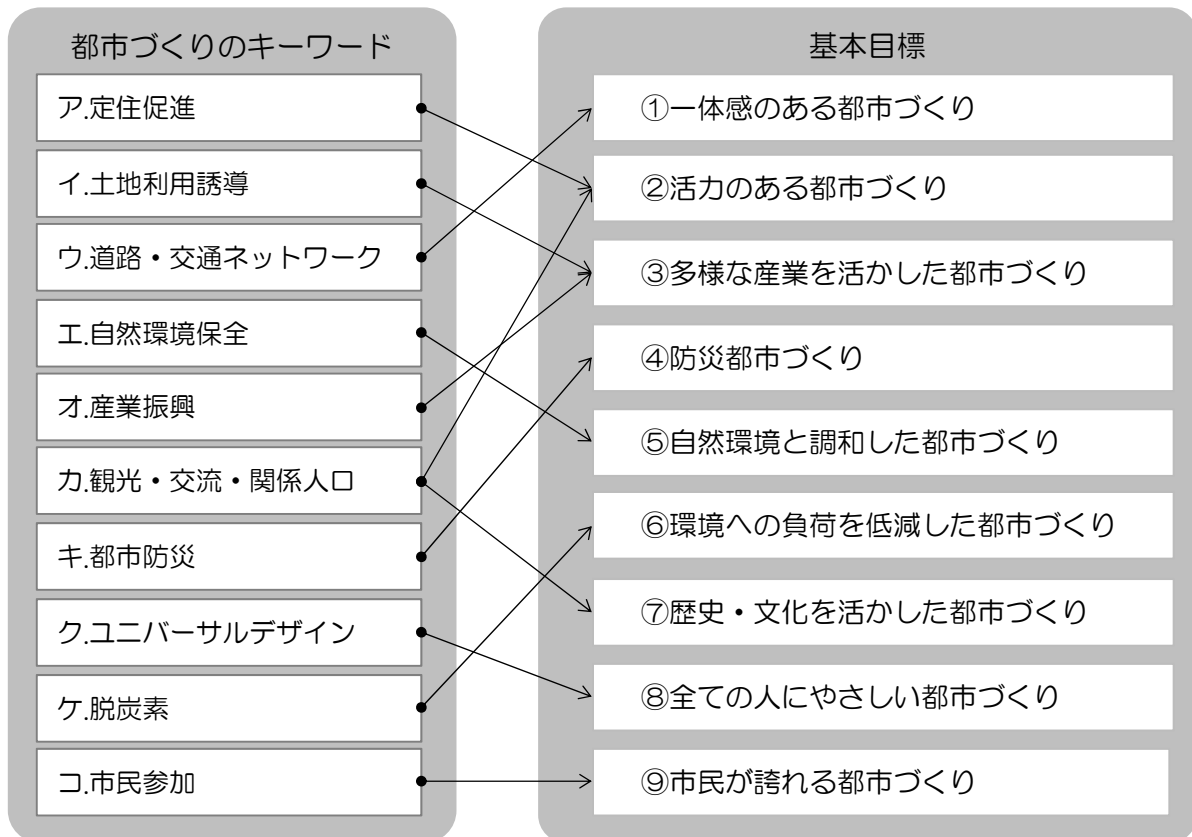 都市づくりのキーワード
ア.定住促進
イ.土地利用誘導
ウ.道路・交通ネットワーク
エ.自然環境保全
オ.産業振興
カ.観光・交流・関係人口
キ.都市防災
ク.ユニバーサルデザイン
ケ.脱炭素
コ.市民参加
基本目標
①一体感のある都市づくり
②活力のある都市づくり
③多様な産業を活かした都市づくり
④防災都市づくり
⑤自然環境と調和した都市づくり
⑥環境への負荷を低減した都市づくり
⑦歴史・文化を活かした都市づくり
⑧全ての人にやさしい都市づくり
⑨市民が誇れる都市づくり